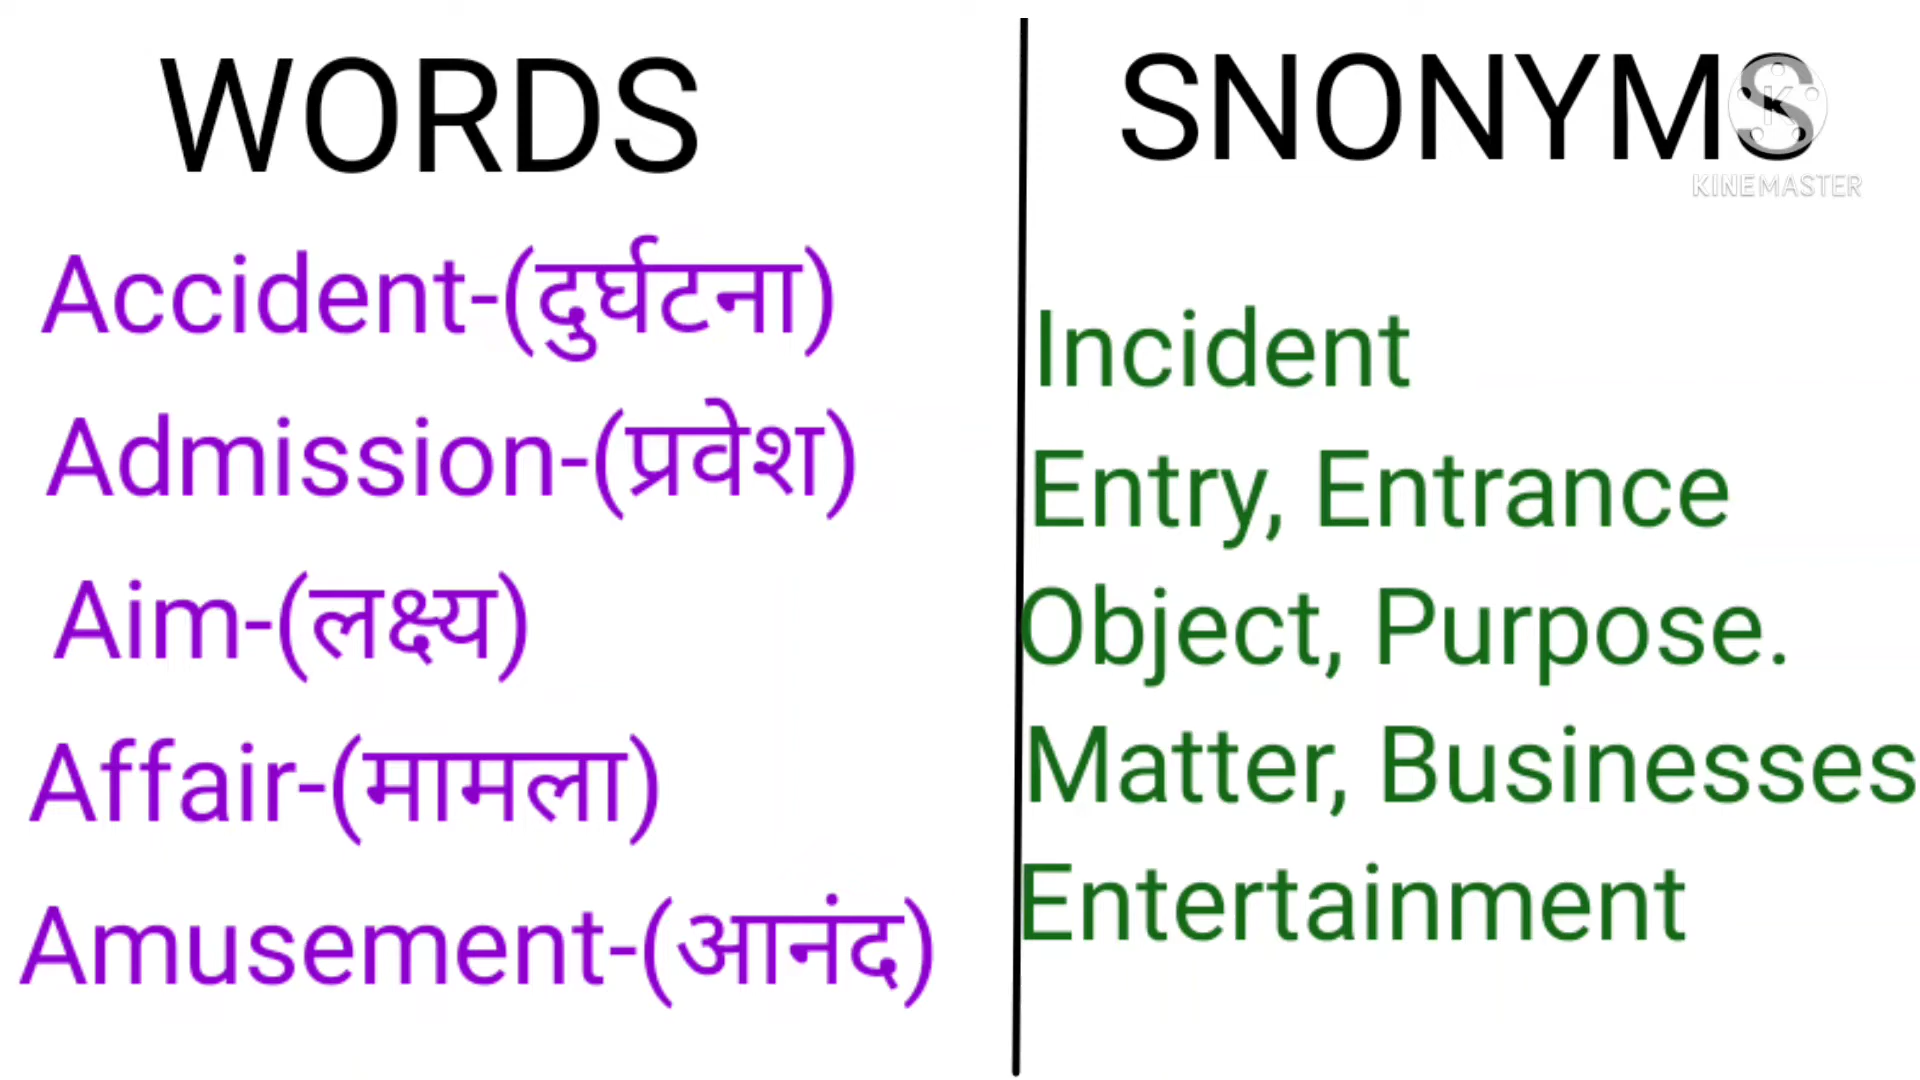 WORDS
Accident-(दुर्घटना)
Admission-(प्रवेश)
Aim-(लक्ष्य)
Affair-(मामला)
Amusement-(आनंद)
SNONYMS
KINEMASTER
Incident
Entry, Entrance
Object, Purpose.
Matter, Businesses
Entertainment